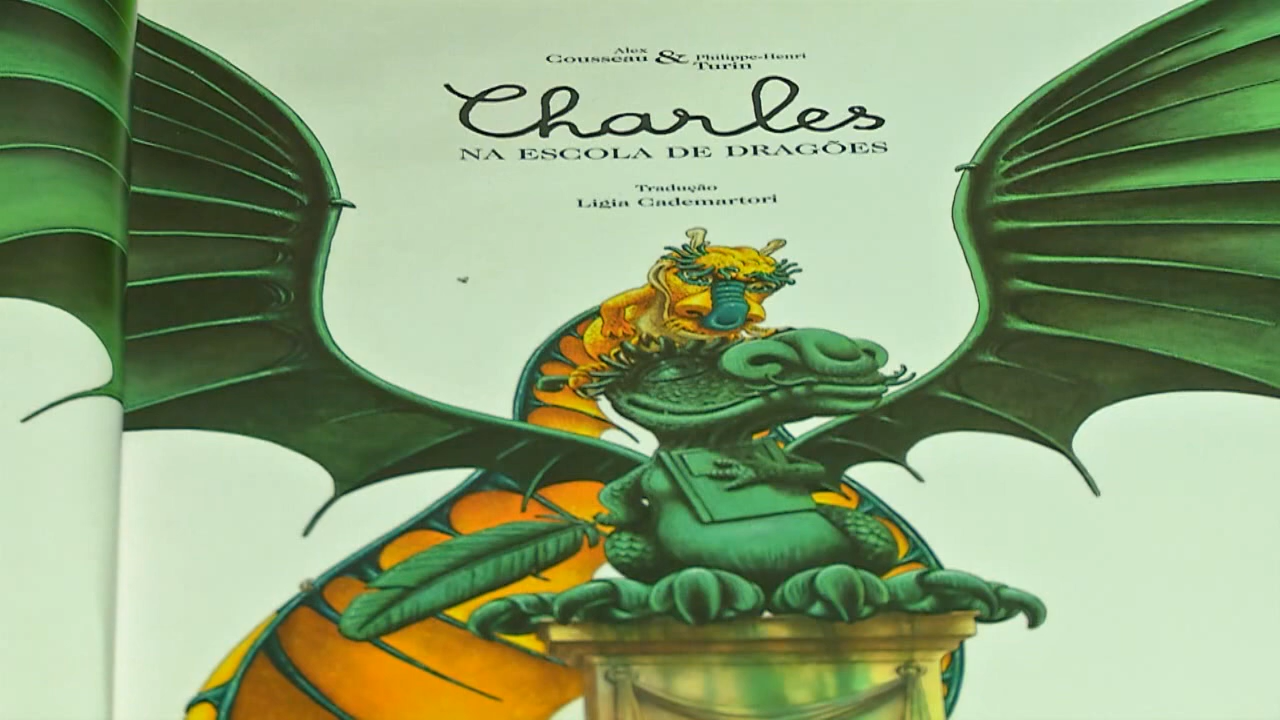 Alex Cousseau & Philippe-Henri Turin
Charles
NA ESCOLA DE DRAGÕES
Tradução
Ligia Cademartori